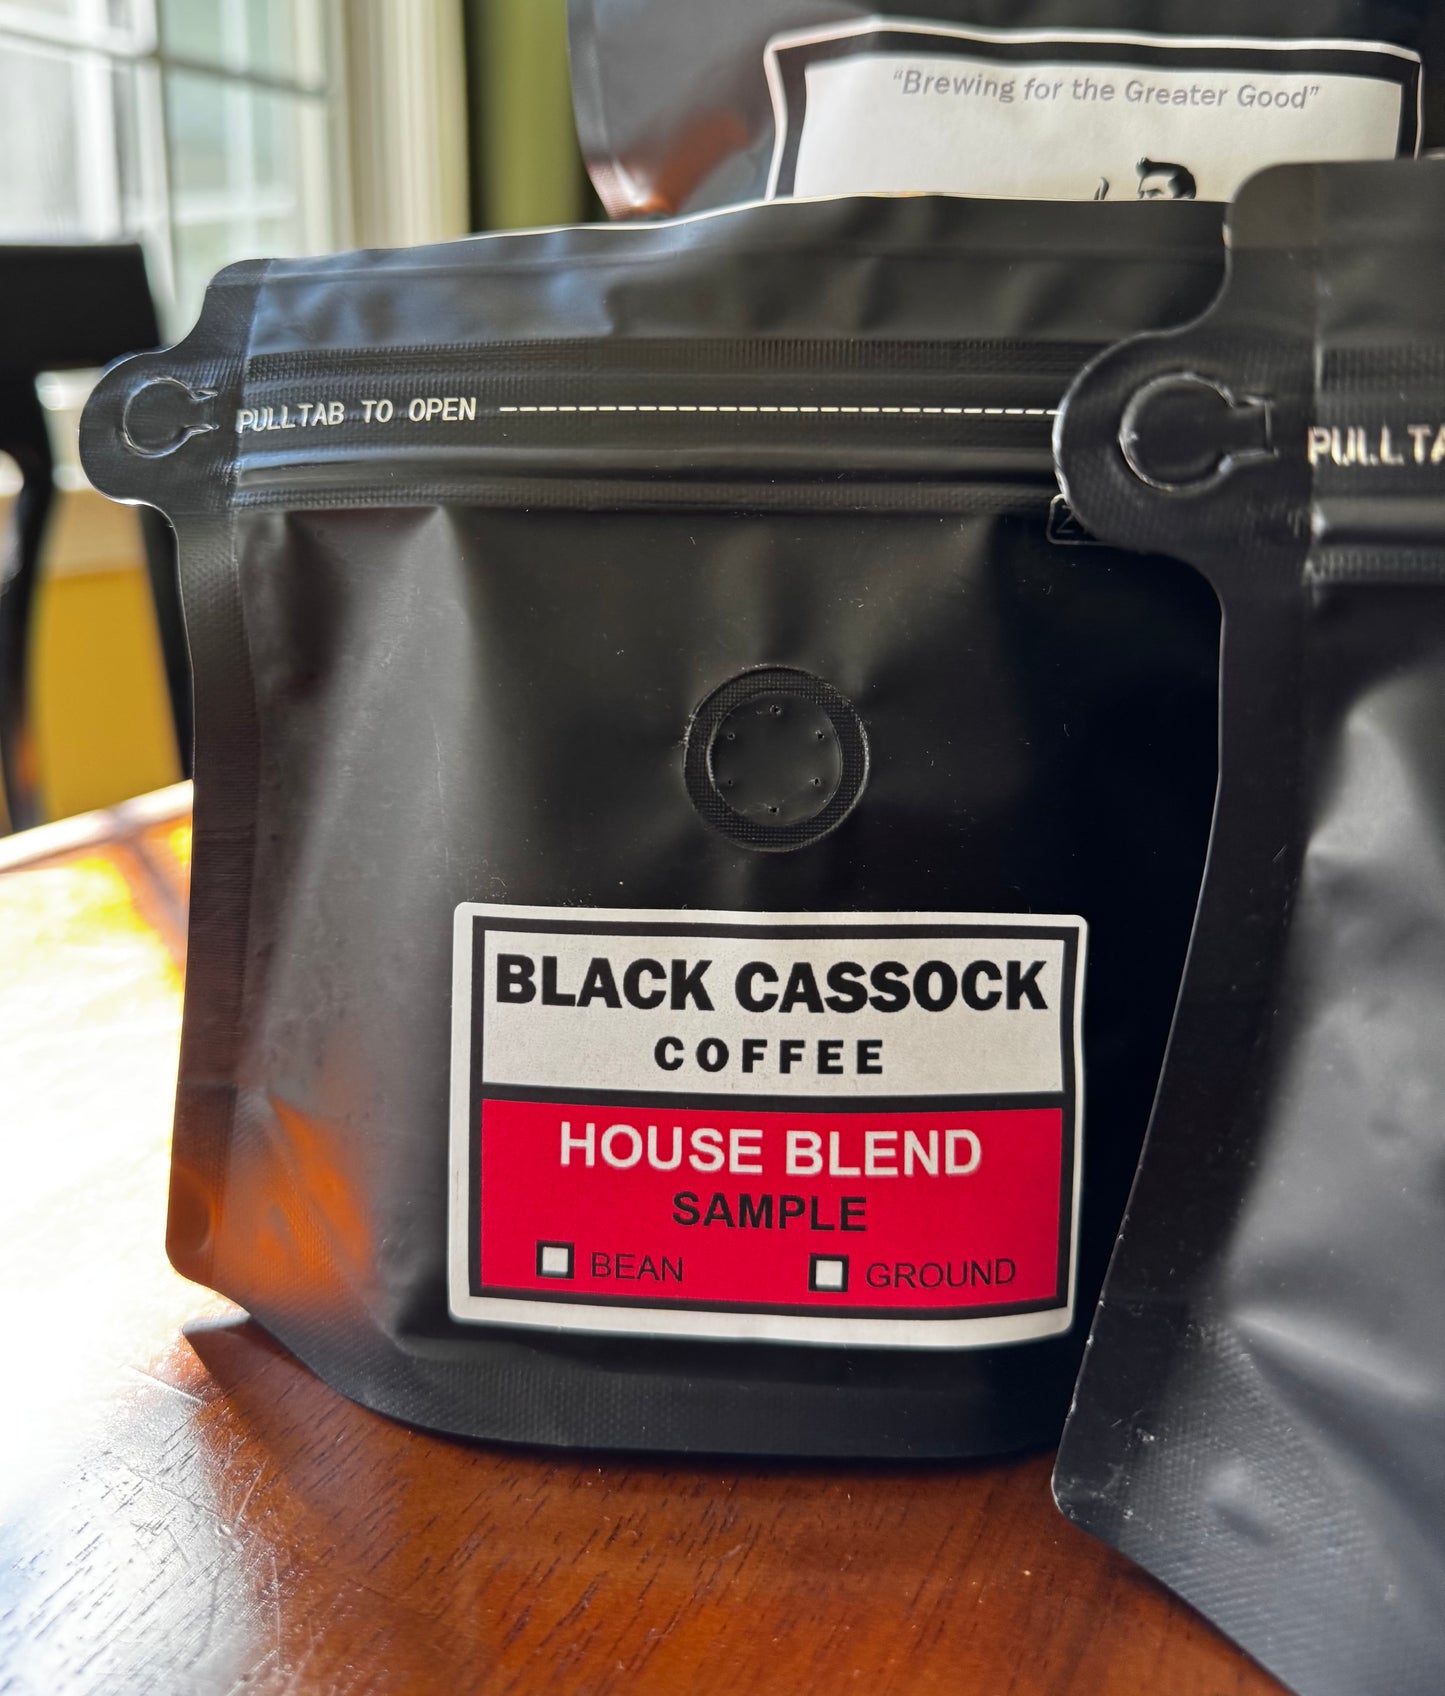 "Brewing for the Greater Good"
PULLTAB TO OPEN
PULLTA
BLACK CASSOCK
COFFEE
HOUSE BLEND
SAMPLE
BEAN
GROUND